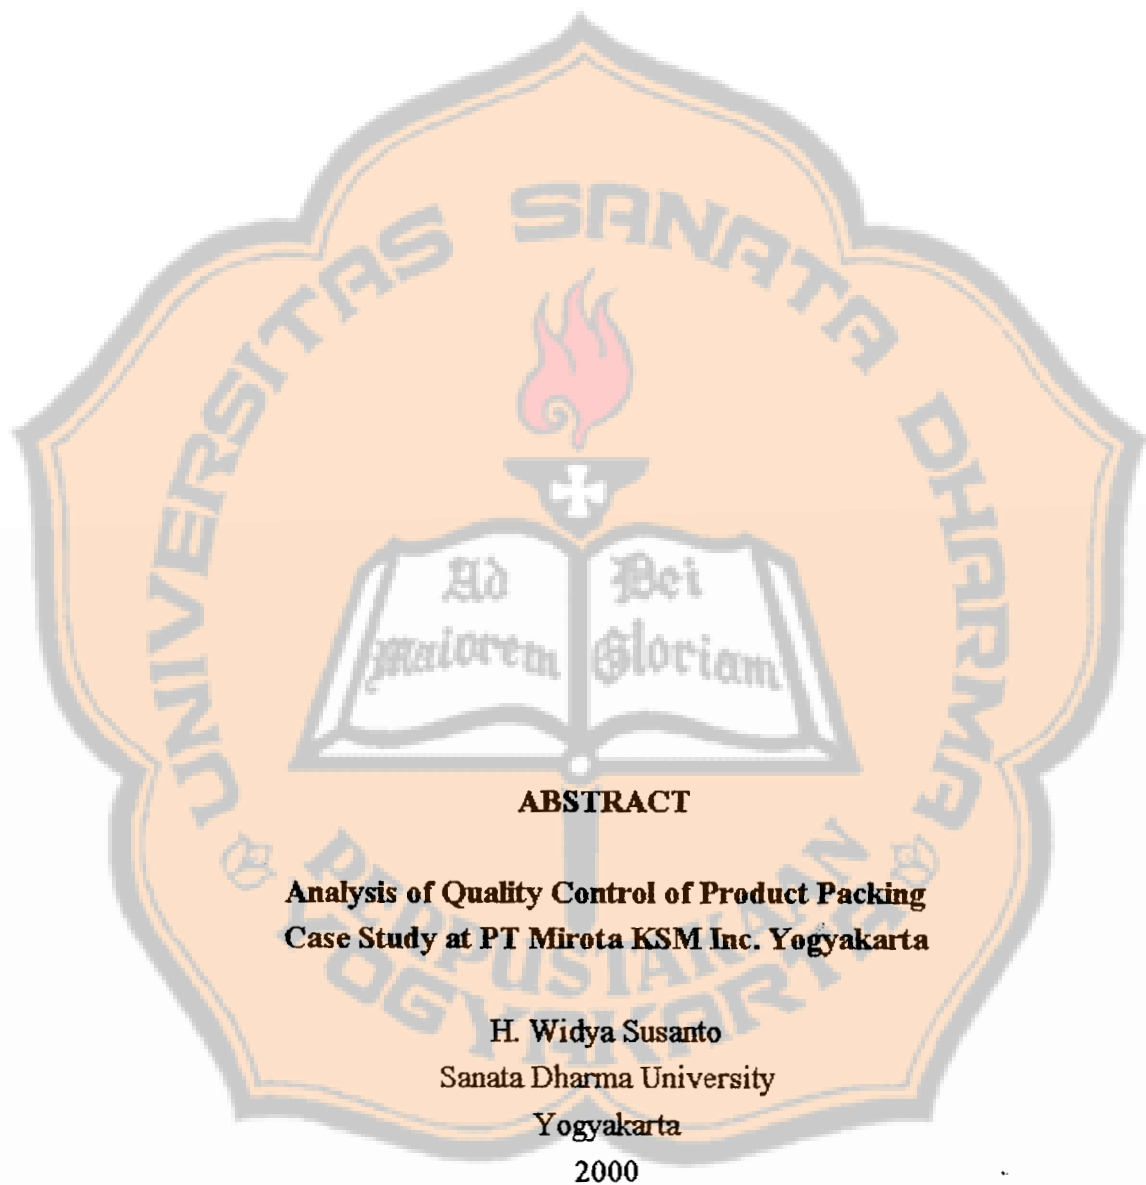 UNIVERSITAS SANATA DHARMA
Ad Dei
maiorem Gloriam
ABSTRACT
PERPUSTAKAAN
Analysis of Quality Control of Product Packing
Case Study at PT Mirota KSM Inc. Yogyakarta
YOGYAKARTA
H. Widya Susanto
Sanata Dharma University
Yogyakarta
2000